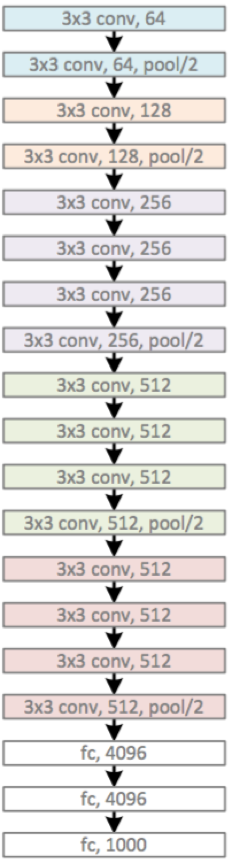 3x3 conv, 64
3x3 conv, 64, pool/2
3x3 conv, 128
3x3 conv, 128, pool/2
3x3 conv, 256
3x3 conv, 256
3x3 conv, 256
3x3 conv, 256, pool/2
3x3 conv, 512
3x3 conv, 512
3x3 conv, 512
3x3 conv, 512, pool/2
3x3 conv, 512
3x3 conv, 512
3x3 conv, 512
3x3 conv, 512, pool/2
fc, 4096
fc, 4096
fc, 1000